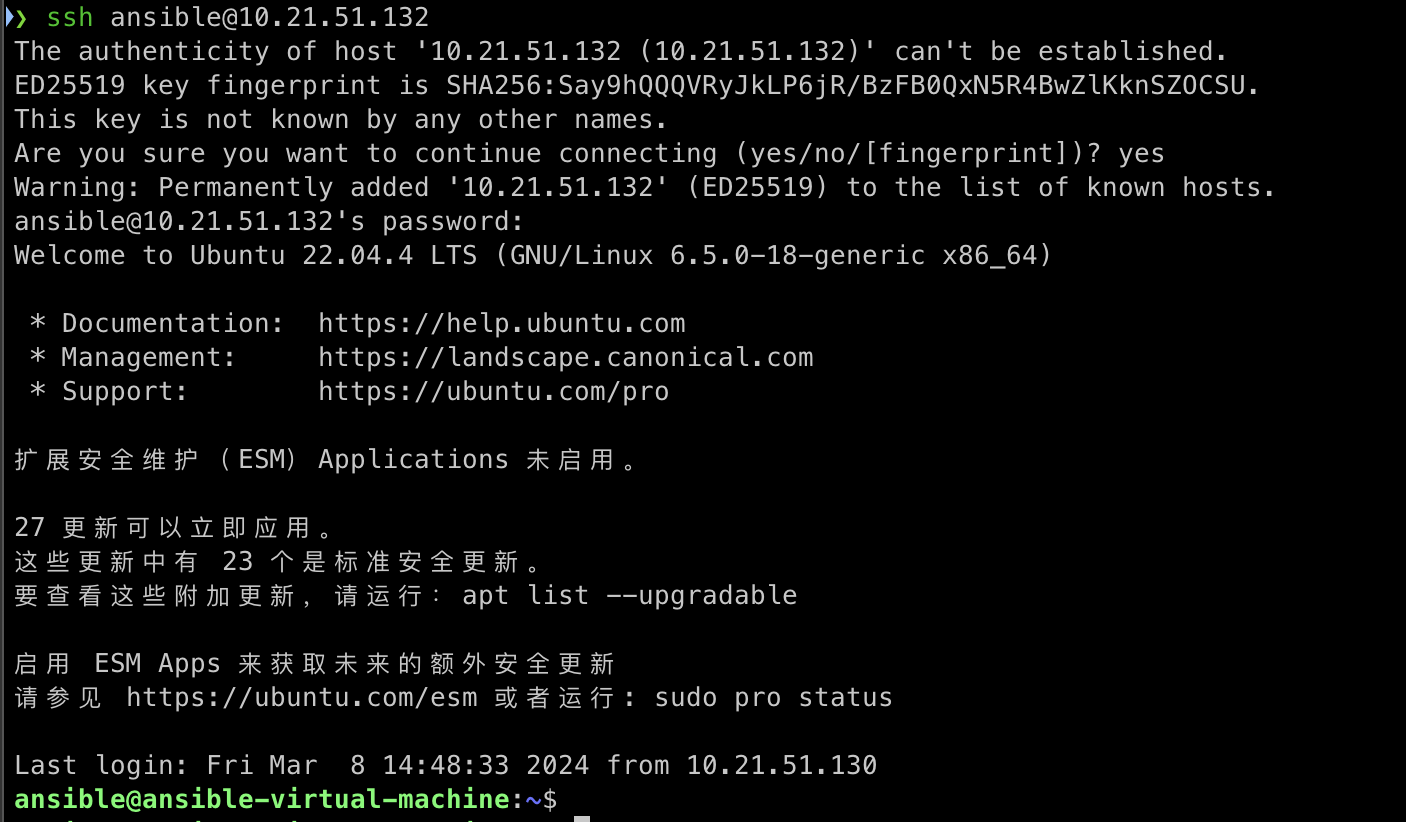 ❯ ssh ansible@10.21.51.132
The authenticity of host '10.21.51.132 (10.21.51.132)' can't be established.
ED25519 key fingerprint is SHA256:Say9hQQQVRyJkLP6jR/BzFB0QxN5R4BwZlKknSZOCSU.
This key is not known by any other names.
Are you sure you want to continue connecting (yes/no/[fingerprint])? yes
Warning: Permanently added '10.21.51.132' (ED25519) to the list of known hosts.
ansible@10.21.51.132's password:
Welcome to Ubuntu 22.04.4 LTS (GNU/Linux 6.5.0-18-generic x86_64)
* Documentation:  https://help.ubuntu.com
* Management:     https://landscape.canonical.com
* Support:        https://ubuntu.com/pro
扩展安全维护（ESM）Applications 未启用。
27 更新可以立即应用。
这些更新中有 23 个是标准安全更新。
要查看这些附加更新，请运行：apt list --upgradable
启用 ESM Apps 来获取未来的额外安全更新
请参见 https://ubuntu.com/esm 或者运行: sudo pro status
Last login: Fri Mar  8 14:48:33 2024 from 10.21.51.130
ansible@ansible-virtual-machine:~$